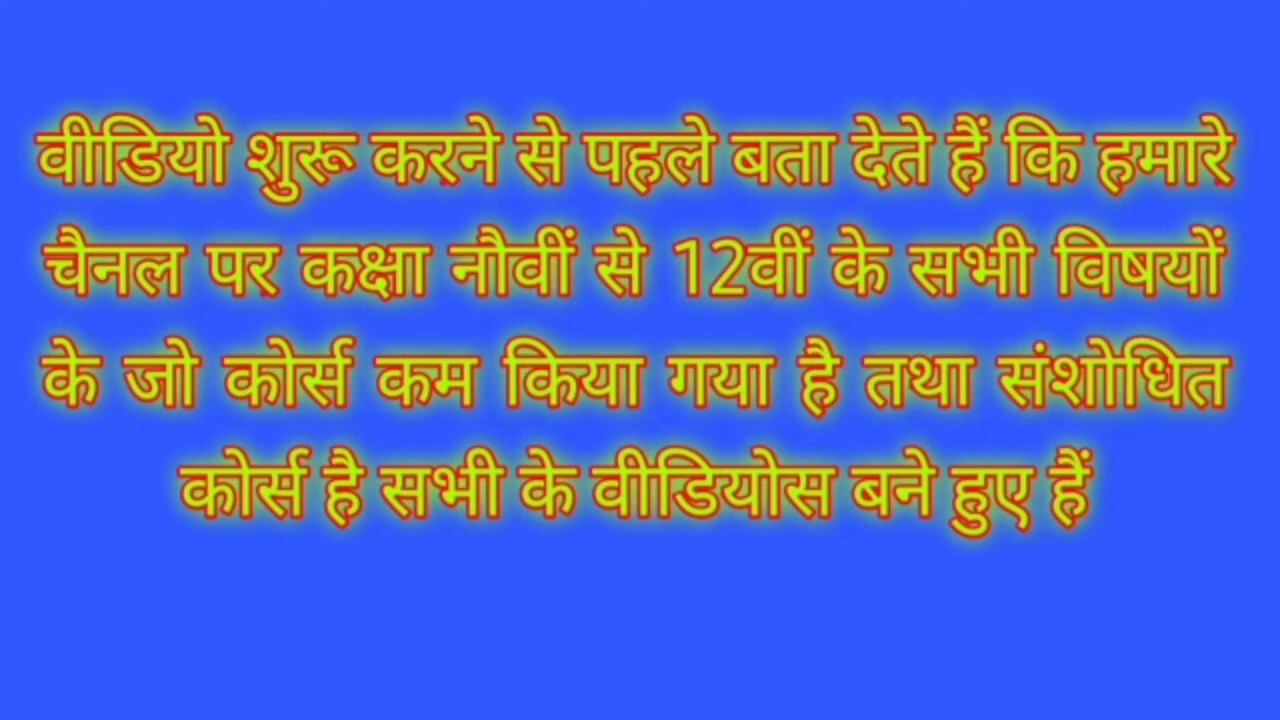 वीडियो शुरू करने से पहले बता देते हैं कि हमारे
चैनल पर कक्षा नौवीं से 12वीं के सभी विषयों
के जो कोर्स कम किया गया है तथा संशोधित
कोर्स है सभी के वीडियोस बने हुए हैं